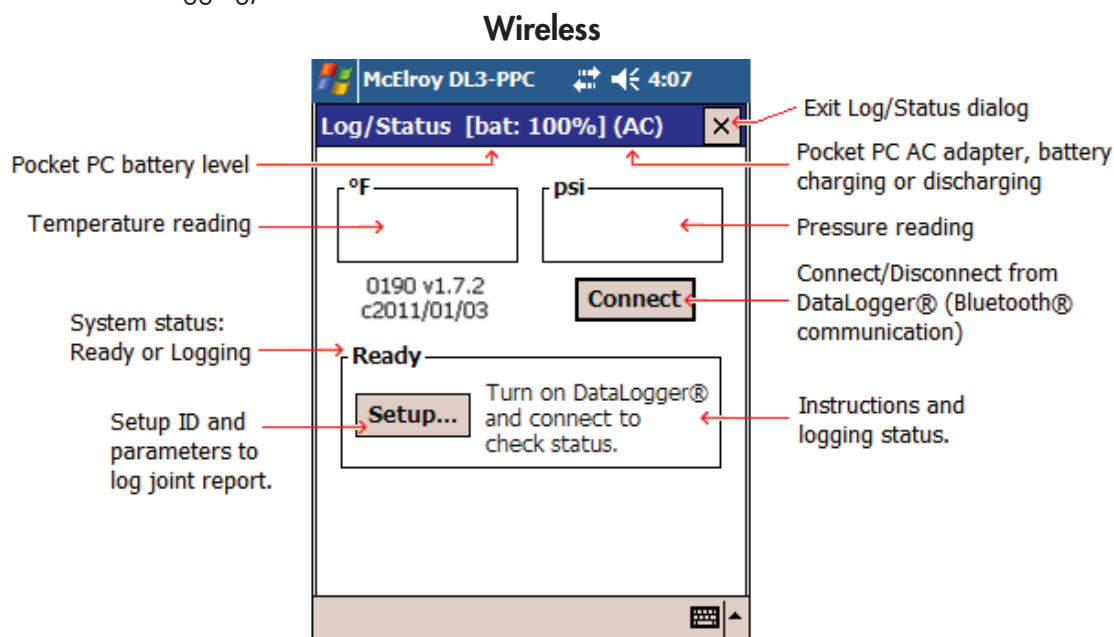 Wireless
McElroy DL3-PPC 4:07
Log/Status [bat: 100%] (AC)
Exit Log/Status dialog
Pocket PC battery level
Pocket PC AC adapter, battery
charging or discharging
°F
psi
Temperature reading
Pressure reading
0190 v1.7.2
c2011/01/03
Connect
Connect/Disconnect from
DataLogger® (Bluetooth®
communication)
System status:
Ready or Logging
Ready
Setup...
Turn on DataLogger®
and connect to
check status.
Setup ID and
parameters to
log joint report.
Instructions and
logging status.